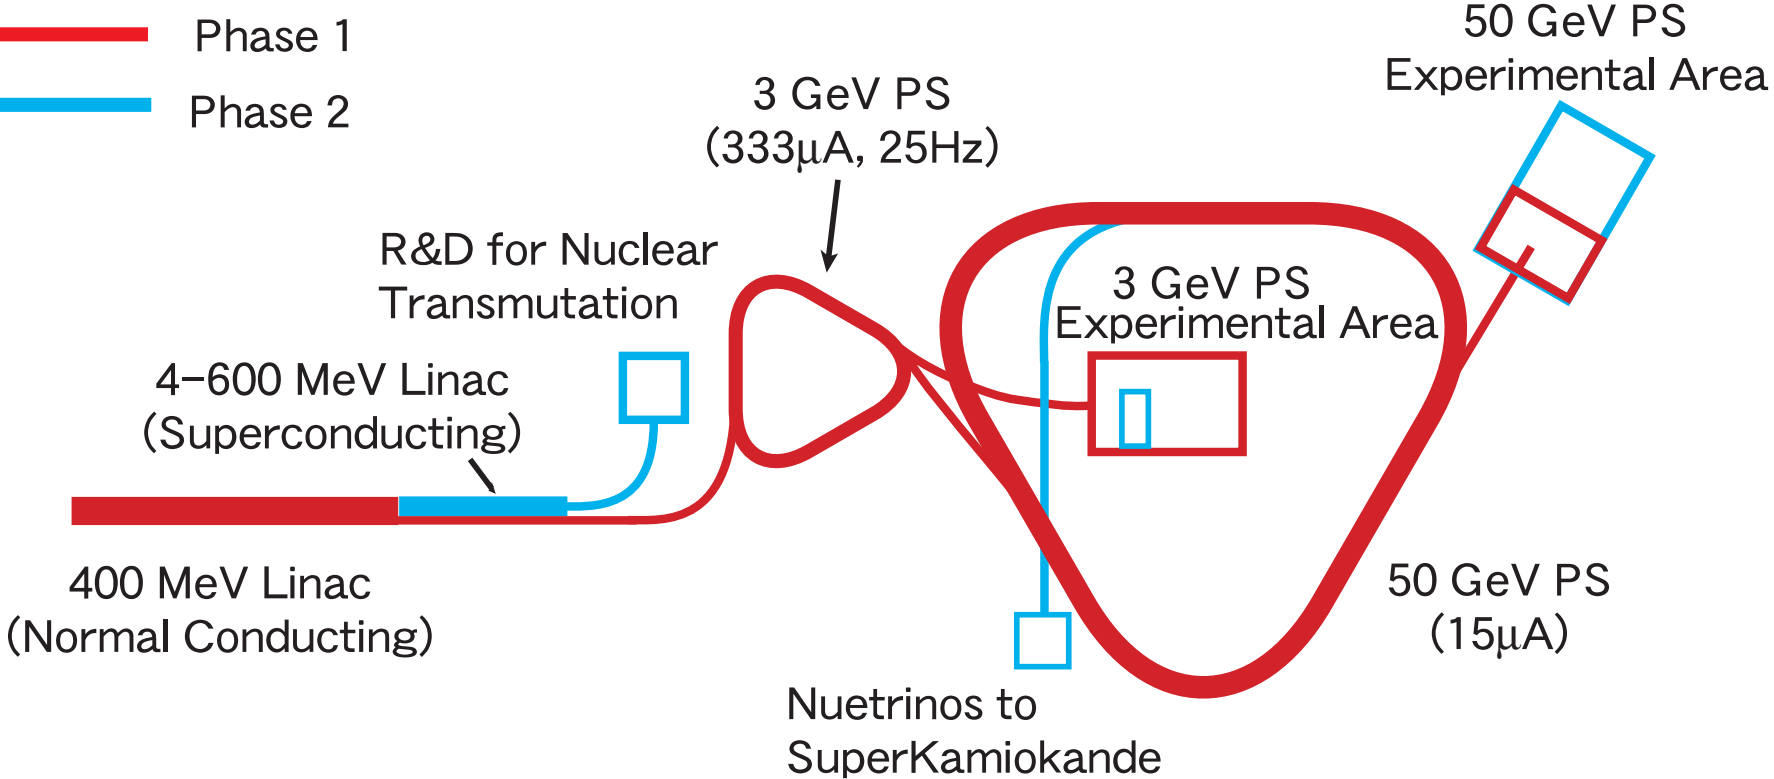 Phase 1
Phase 2
50 GeV PS
Experimental Area
3 GeV PS
(333μA, 25Hz)
R&D for Nuclear
Transmutation
3 GeV PS
Experimental Area
4-600 MeV Linac
(Superconducting)
400 MeV Linac
(Normal Conducting)
50 GeV PS
(15μA)
Nuetrinos to
SuperKamiokande